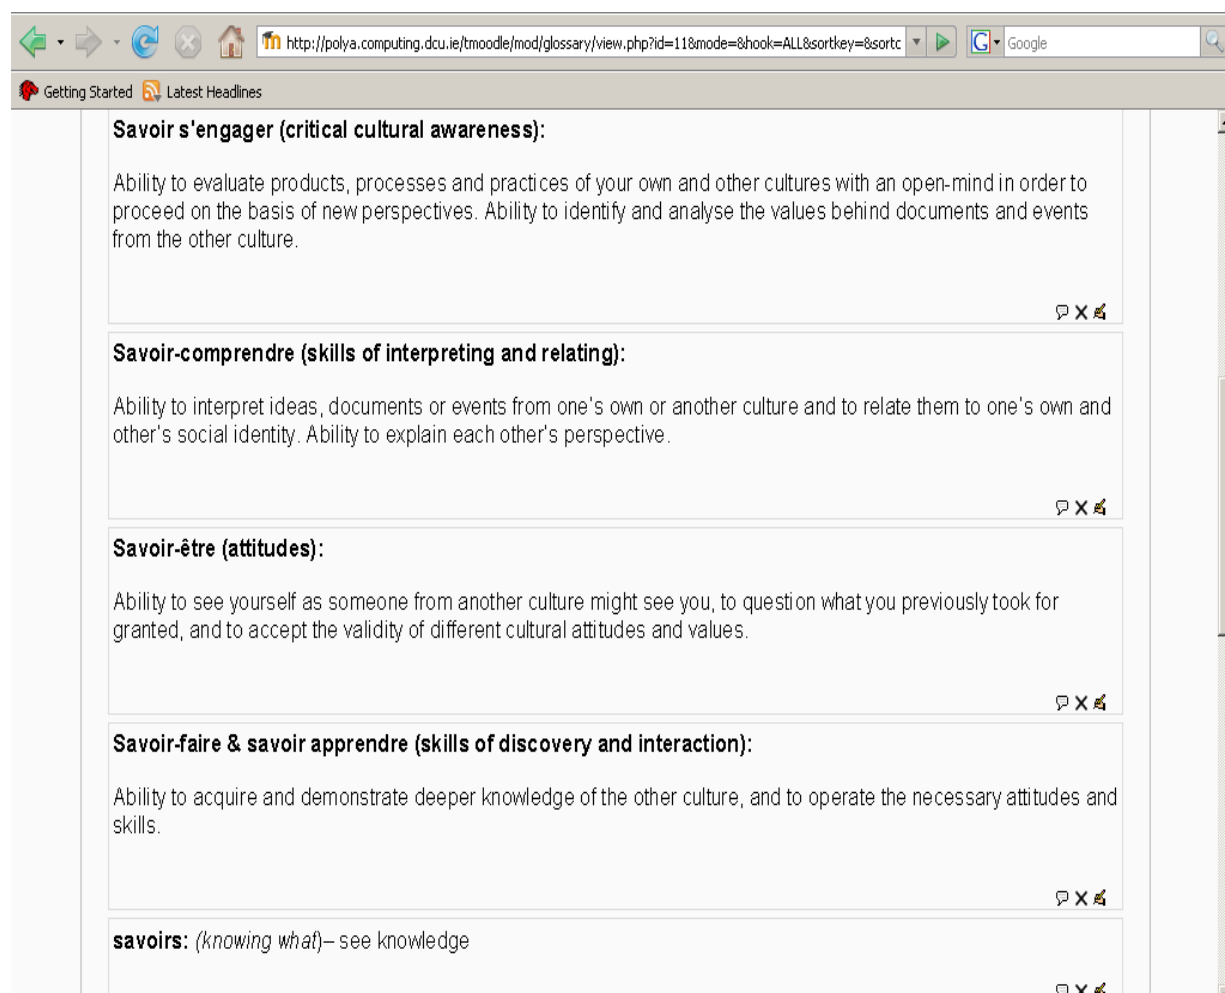 http://polya.computing.dcu.ie/tmoodle/mod/glossary/view.php?id=11&mode=&hook=ALL&sortkey=&sortc
G
Google
Getting Started
Latest Headlines
Savoir s'engager (critical cultural awareness):
Ability to evaluate products, processes and practices of your own and other cultures with an open-mind in order to
proceed on the basis of new perspectives. Ability to identify and analyse the values behind documents and events
from the other culture.
Savoir-comprendre (skills of interpreting and relating):
Ability to interpret ideas, documents or events from one's own or another culture and to relate them to one's own and
other's social identity. Ability to explain each other's perspective.
Savoir-être (attitudes):
Ability to see yourself as someone from another culture might see you, to question what you previously took for
granted, and to accept the validity of different cultural attitudes and values.
Savoir-faire & savoir apprendre (skills of discovery and interaction):
Ability to acquire and demonstrate deeper knowledge of the other culture, and to operate the necessary attitudes and
skills.
savoirs: (knowing what)– see knowledge